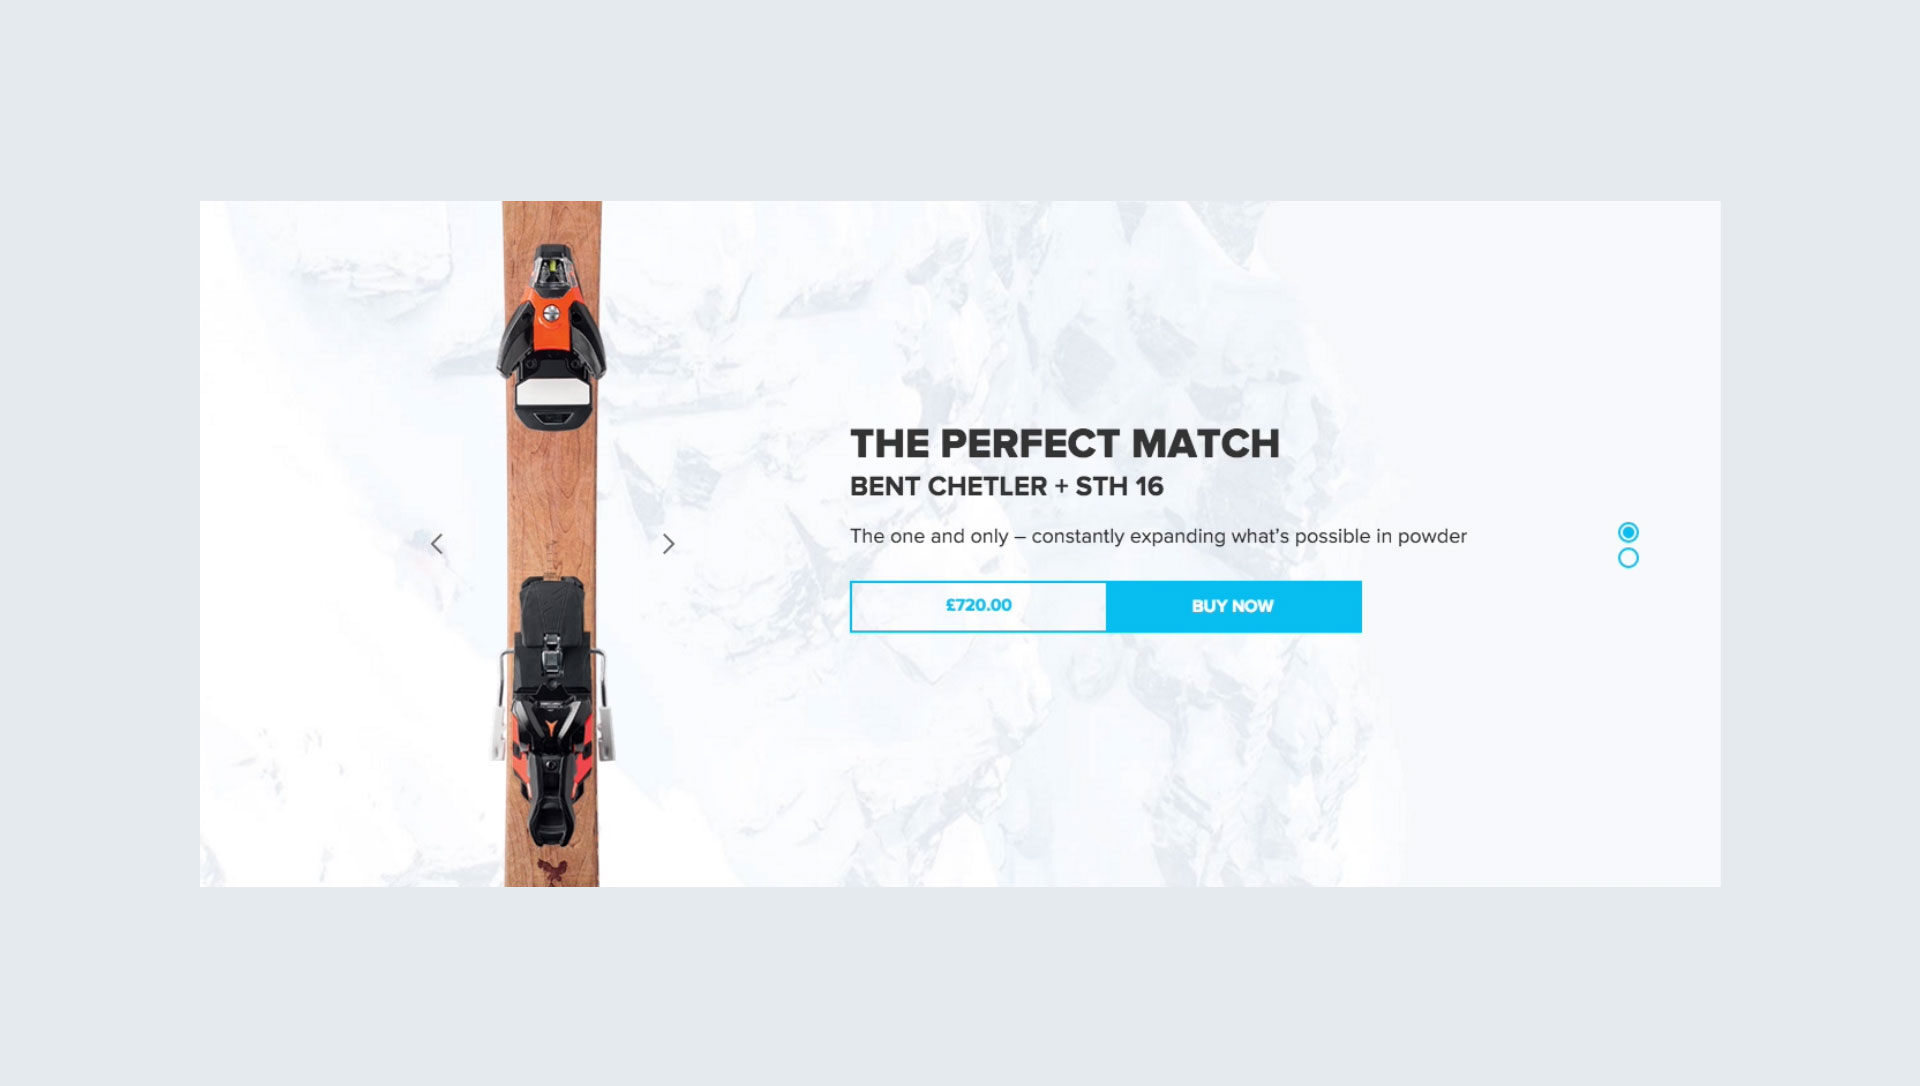 THE PERFECT MATCH
BENT CHETLER + STH 16
The one and only – constantly expanding what's possible in powder
£720.00
BUY NOW